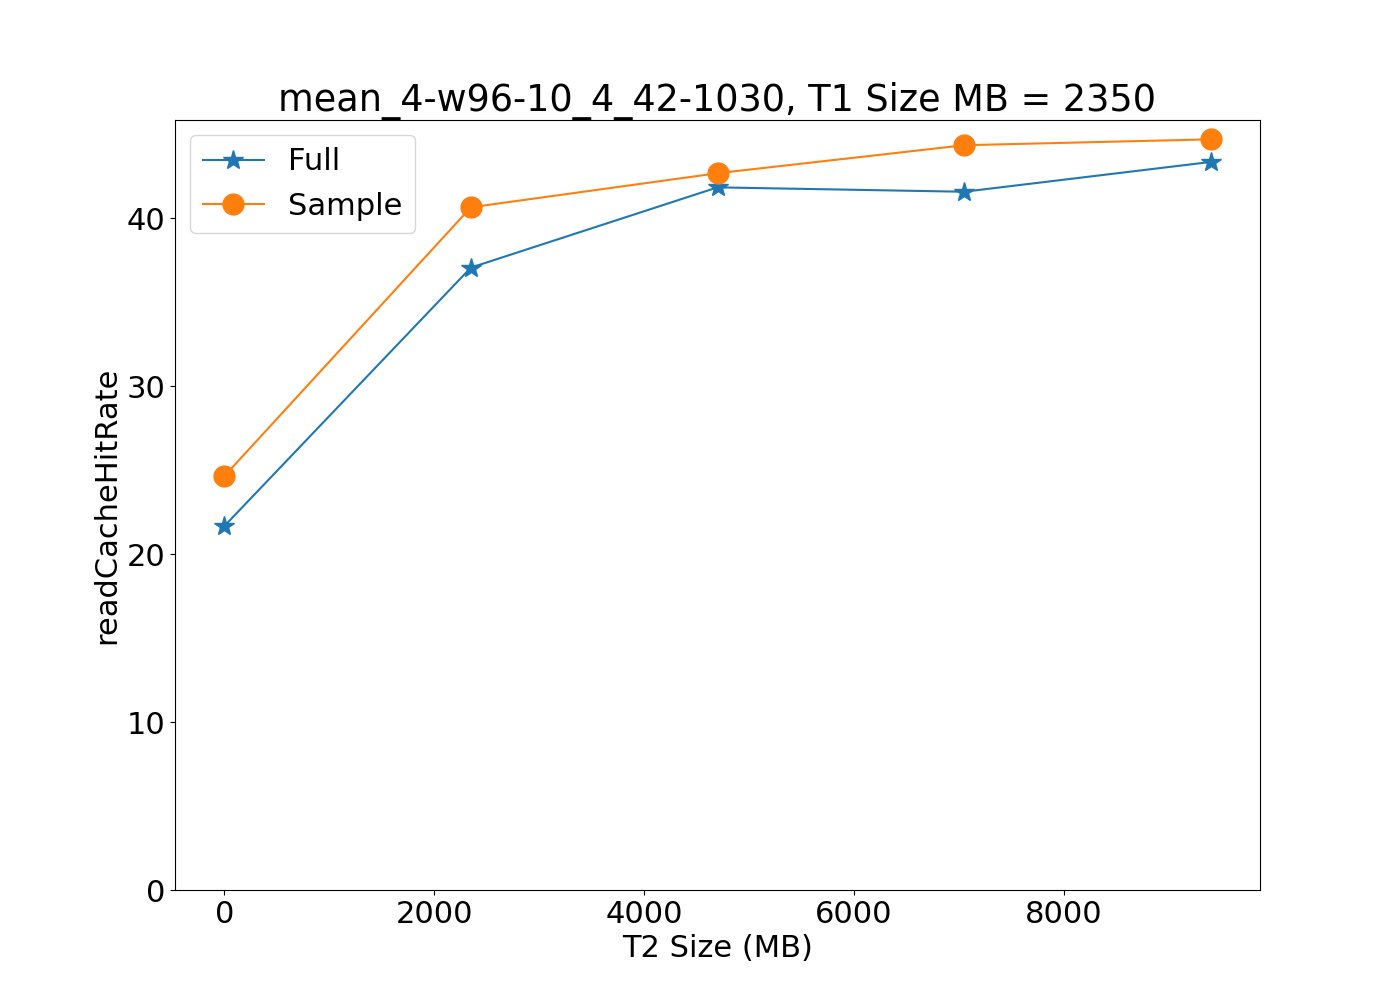 mean_4-w96-10_4_42-1030, T1 Size MB = 2350
Full
Sample
readCacheHitRate
40
30
20
10
0
0 2000 4000 6000 8000
T2 Size (MB)